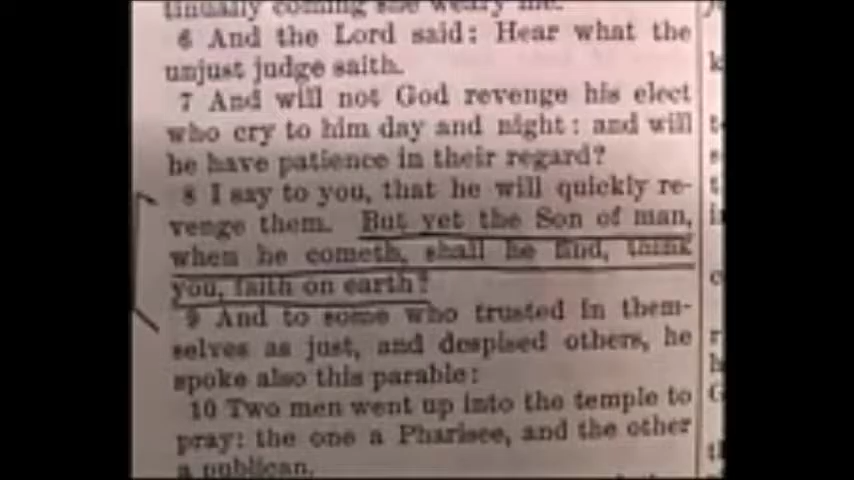 tinually coming she weary me.
6 And the Lord said: Hear what the
unjust judge saith.
7 And will not God revenge his elect
who cry to him day and night: and will
he have patience in their regard?
8 I say to you, that he will quickly re-
venge them. But yet the Son of man,
when he cometh, shall he find, think
you, faith on earth?
9 And to some who trusted in them-
selves as just, and despised others, he
spoke also this parable:
10 Two men went up into the temple to
pray: the one a Pharisee, and the other
a publican.